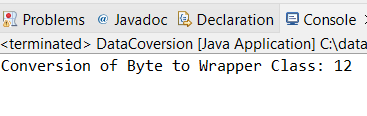 Problems @ Javadoc Declaration Console
<terminated> DataCoversion [Java Application] C:\data
Conversion of Byte to Wrapper Class: 12